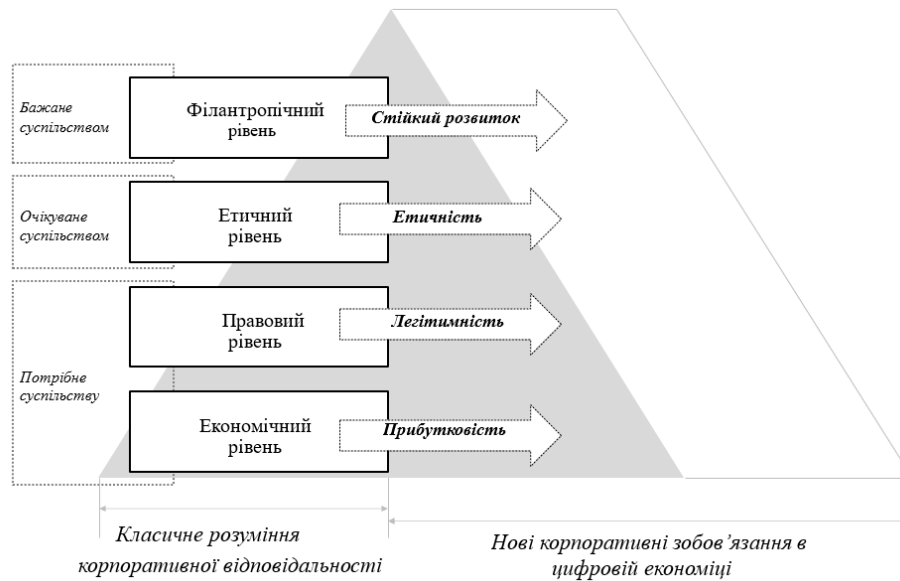 Бажане
суспільством
Філантропічний
рівень
Стійкий розвиток
Очікуване
суспільством
Етичний
рівень
Етичність
Потрібне
суспільству
Правовий
рівень
Легітимність
Економічний
рівень
Прибутковість
Класичне розуміння
корпоративної відповідальності
Нові корпоративні зобов’язання в
цифровій економіці